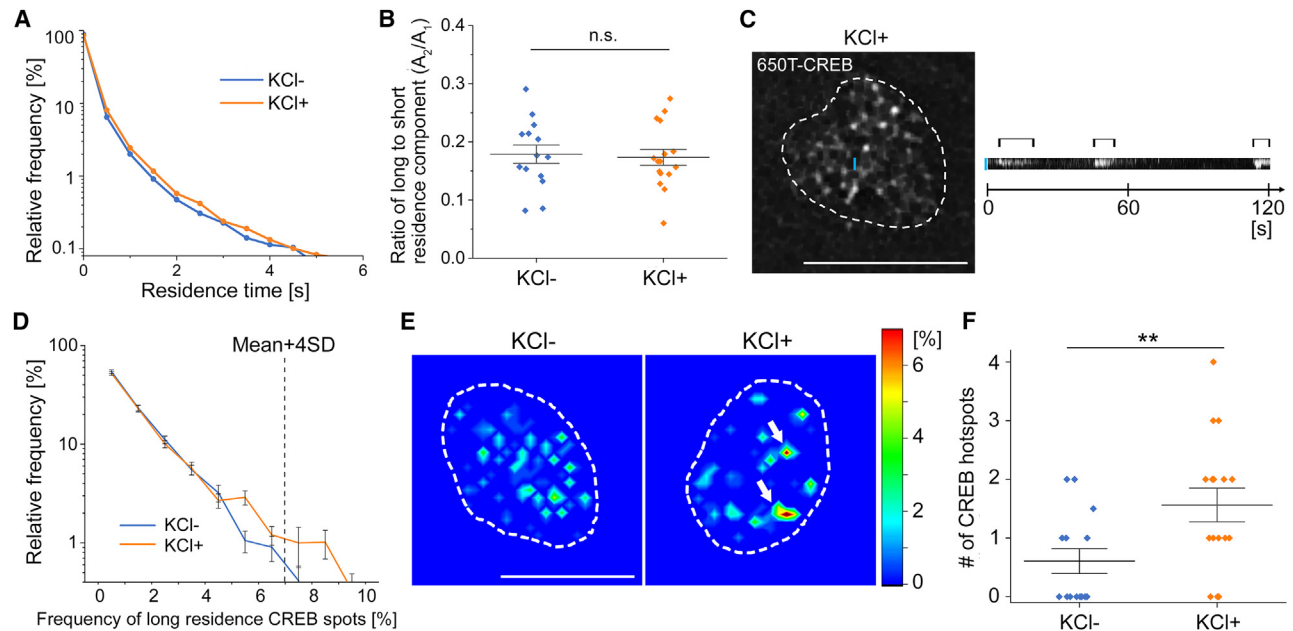 A
Relative frequency [%]
100
10
1
0.1
KCl-
KCl+
0
2
4
6
Residence time [s]
B
Ratio of long to short
residence component (A2/A1)
0.4
0.3
0.2
0.1
0.0
n.s.
KCl-
KCl+
C
KCl+
650T-CREB
0
60
120
[s]
D
Relative frequency [%]
100
10
1
Mean+4SD
KCl-
KCl+
0
2
4
6
8
10
Frequency of long residence CREB spots [%]
E
KCl-
KCl+
[%]
6
4
2
0
F
# of CREB hotspots
4
3
2
1
0
**
KCl-
KCl+